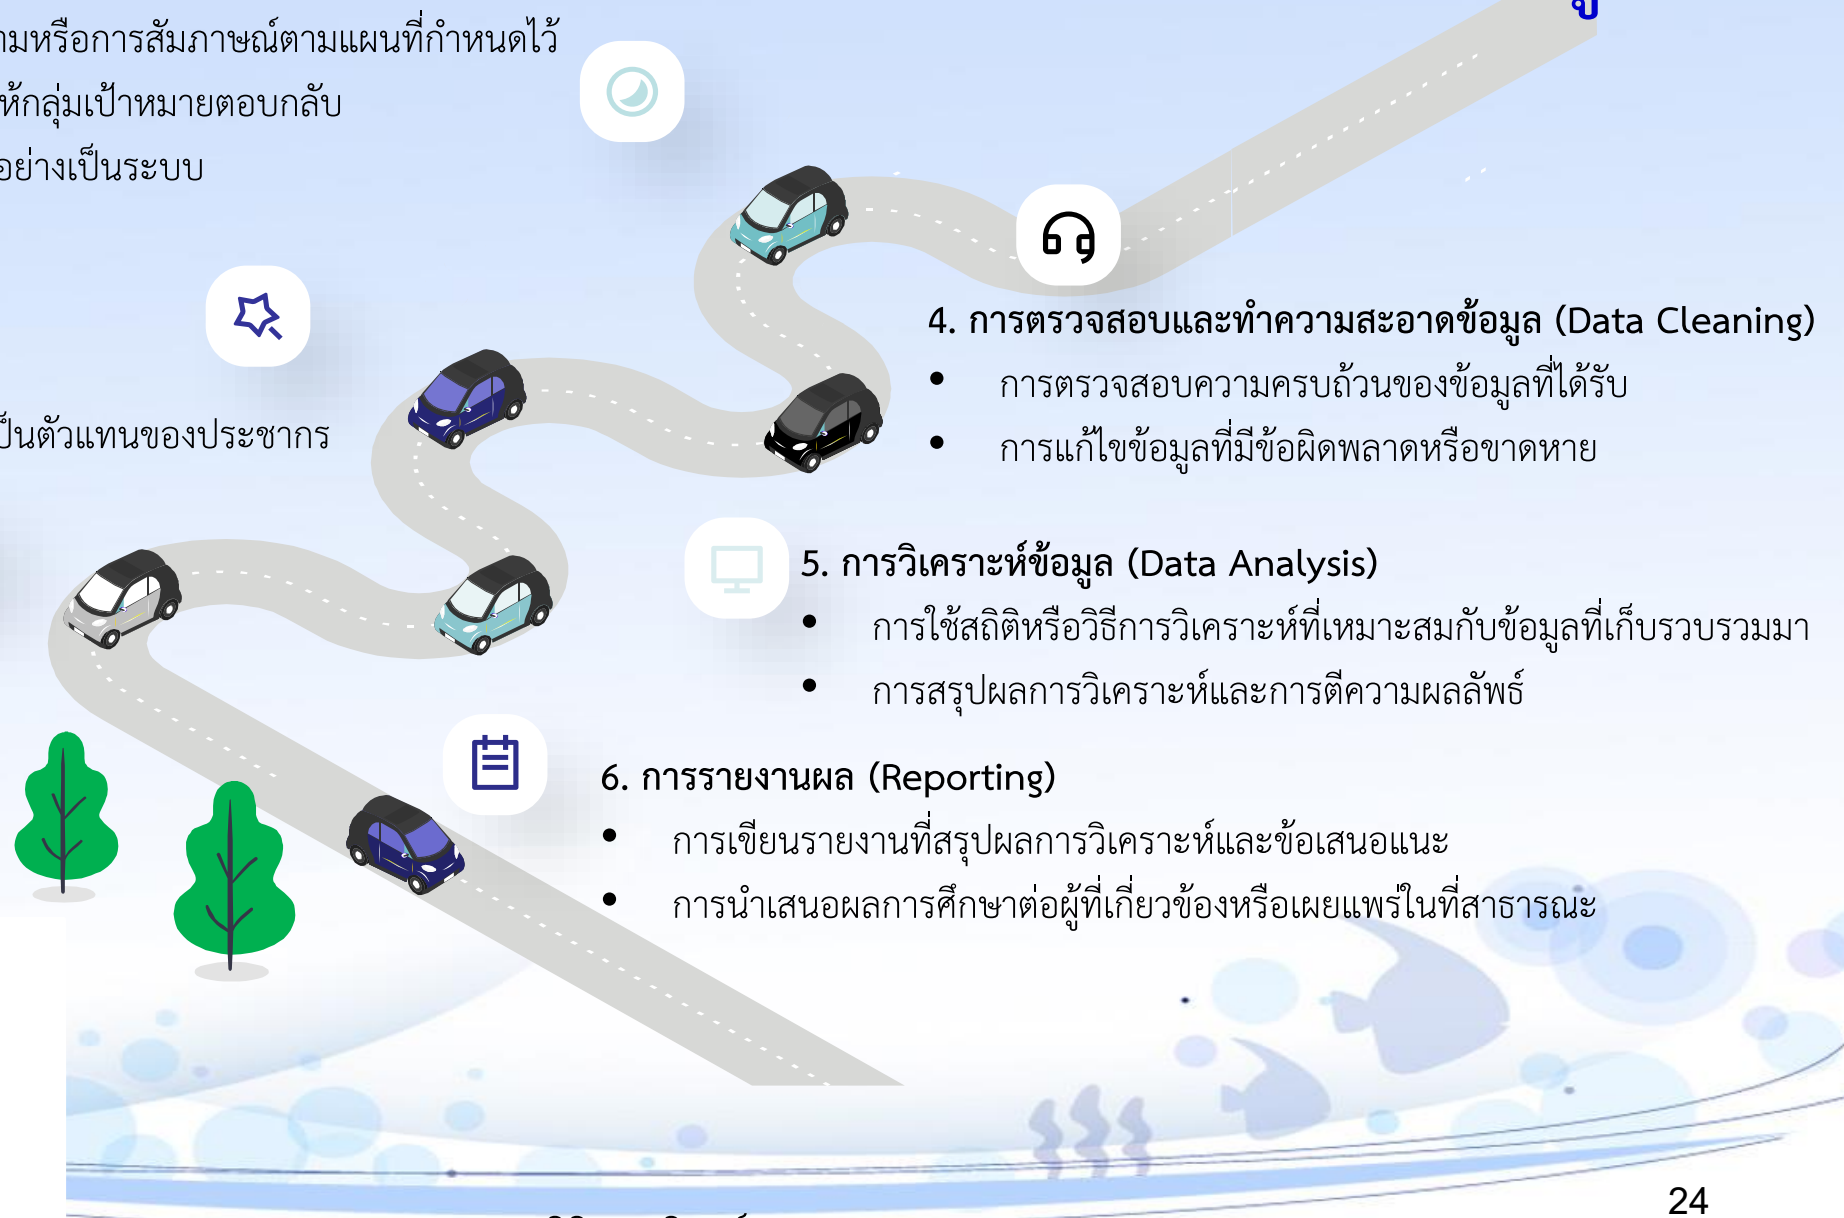 หรือการสัมภาษณ์ตามแผนที่กำหนดไว้
ให้กลุ่มเป้าหมายตอบกลับ
อย่างเป็นระบบ
เป็นตัวแทนของประชากร
4. การตรวจสอบและทำความสะอาดข้อมูล (Data Cleaning)
• การตรวจสอบความครบถ้วนของข้อมูลที่ได้รับ
• การแก้ไขข้อมูลที่มีข้อผิดพลาดหรือขาดหาย
5. การวิเคราะห์ข้อมูล (Data Analysis)
• การใช้สถิติหรือวิธีการวิเคราะห์ที่เหมาะสมกับข้อมูลที่เก็บรวบรวมมา
• การสรุปผลการวิเคราะห์และการตีความผลลัพธ์
6. การรายงานผล (Reporting)
• การเขียนรายงานที่สรุปผลการวิเคราะห์และข้อเสนอแนะ
• การนำเสนอผลการศึกษาต่อผู้ที่เกี่ยวข้องหรือเผยแพร่ในที่สาธารณะ
24